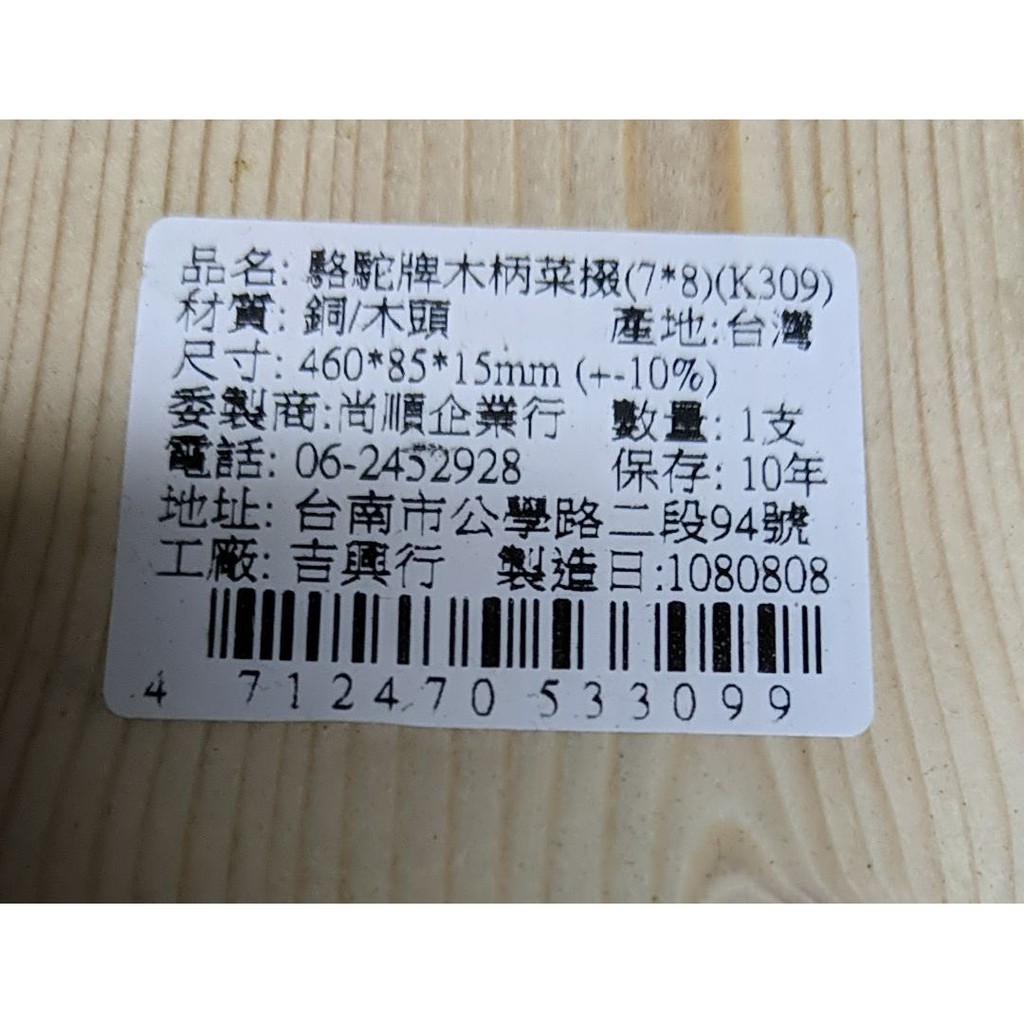 品名: 駱駝牌木柄菜掇(7*8)(K309)
材質: 銅/木頭 產地:台灣
尺寸: 460*85*15mm (+-10%)
委製商:尚順企業行 數量: 1支
電話: 06-2452928 保存: 10年
地址: 台南市公學路二段94號
工廠: 吉興行 製造日:1080808
4 712470 533099